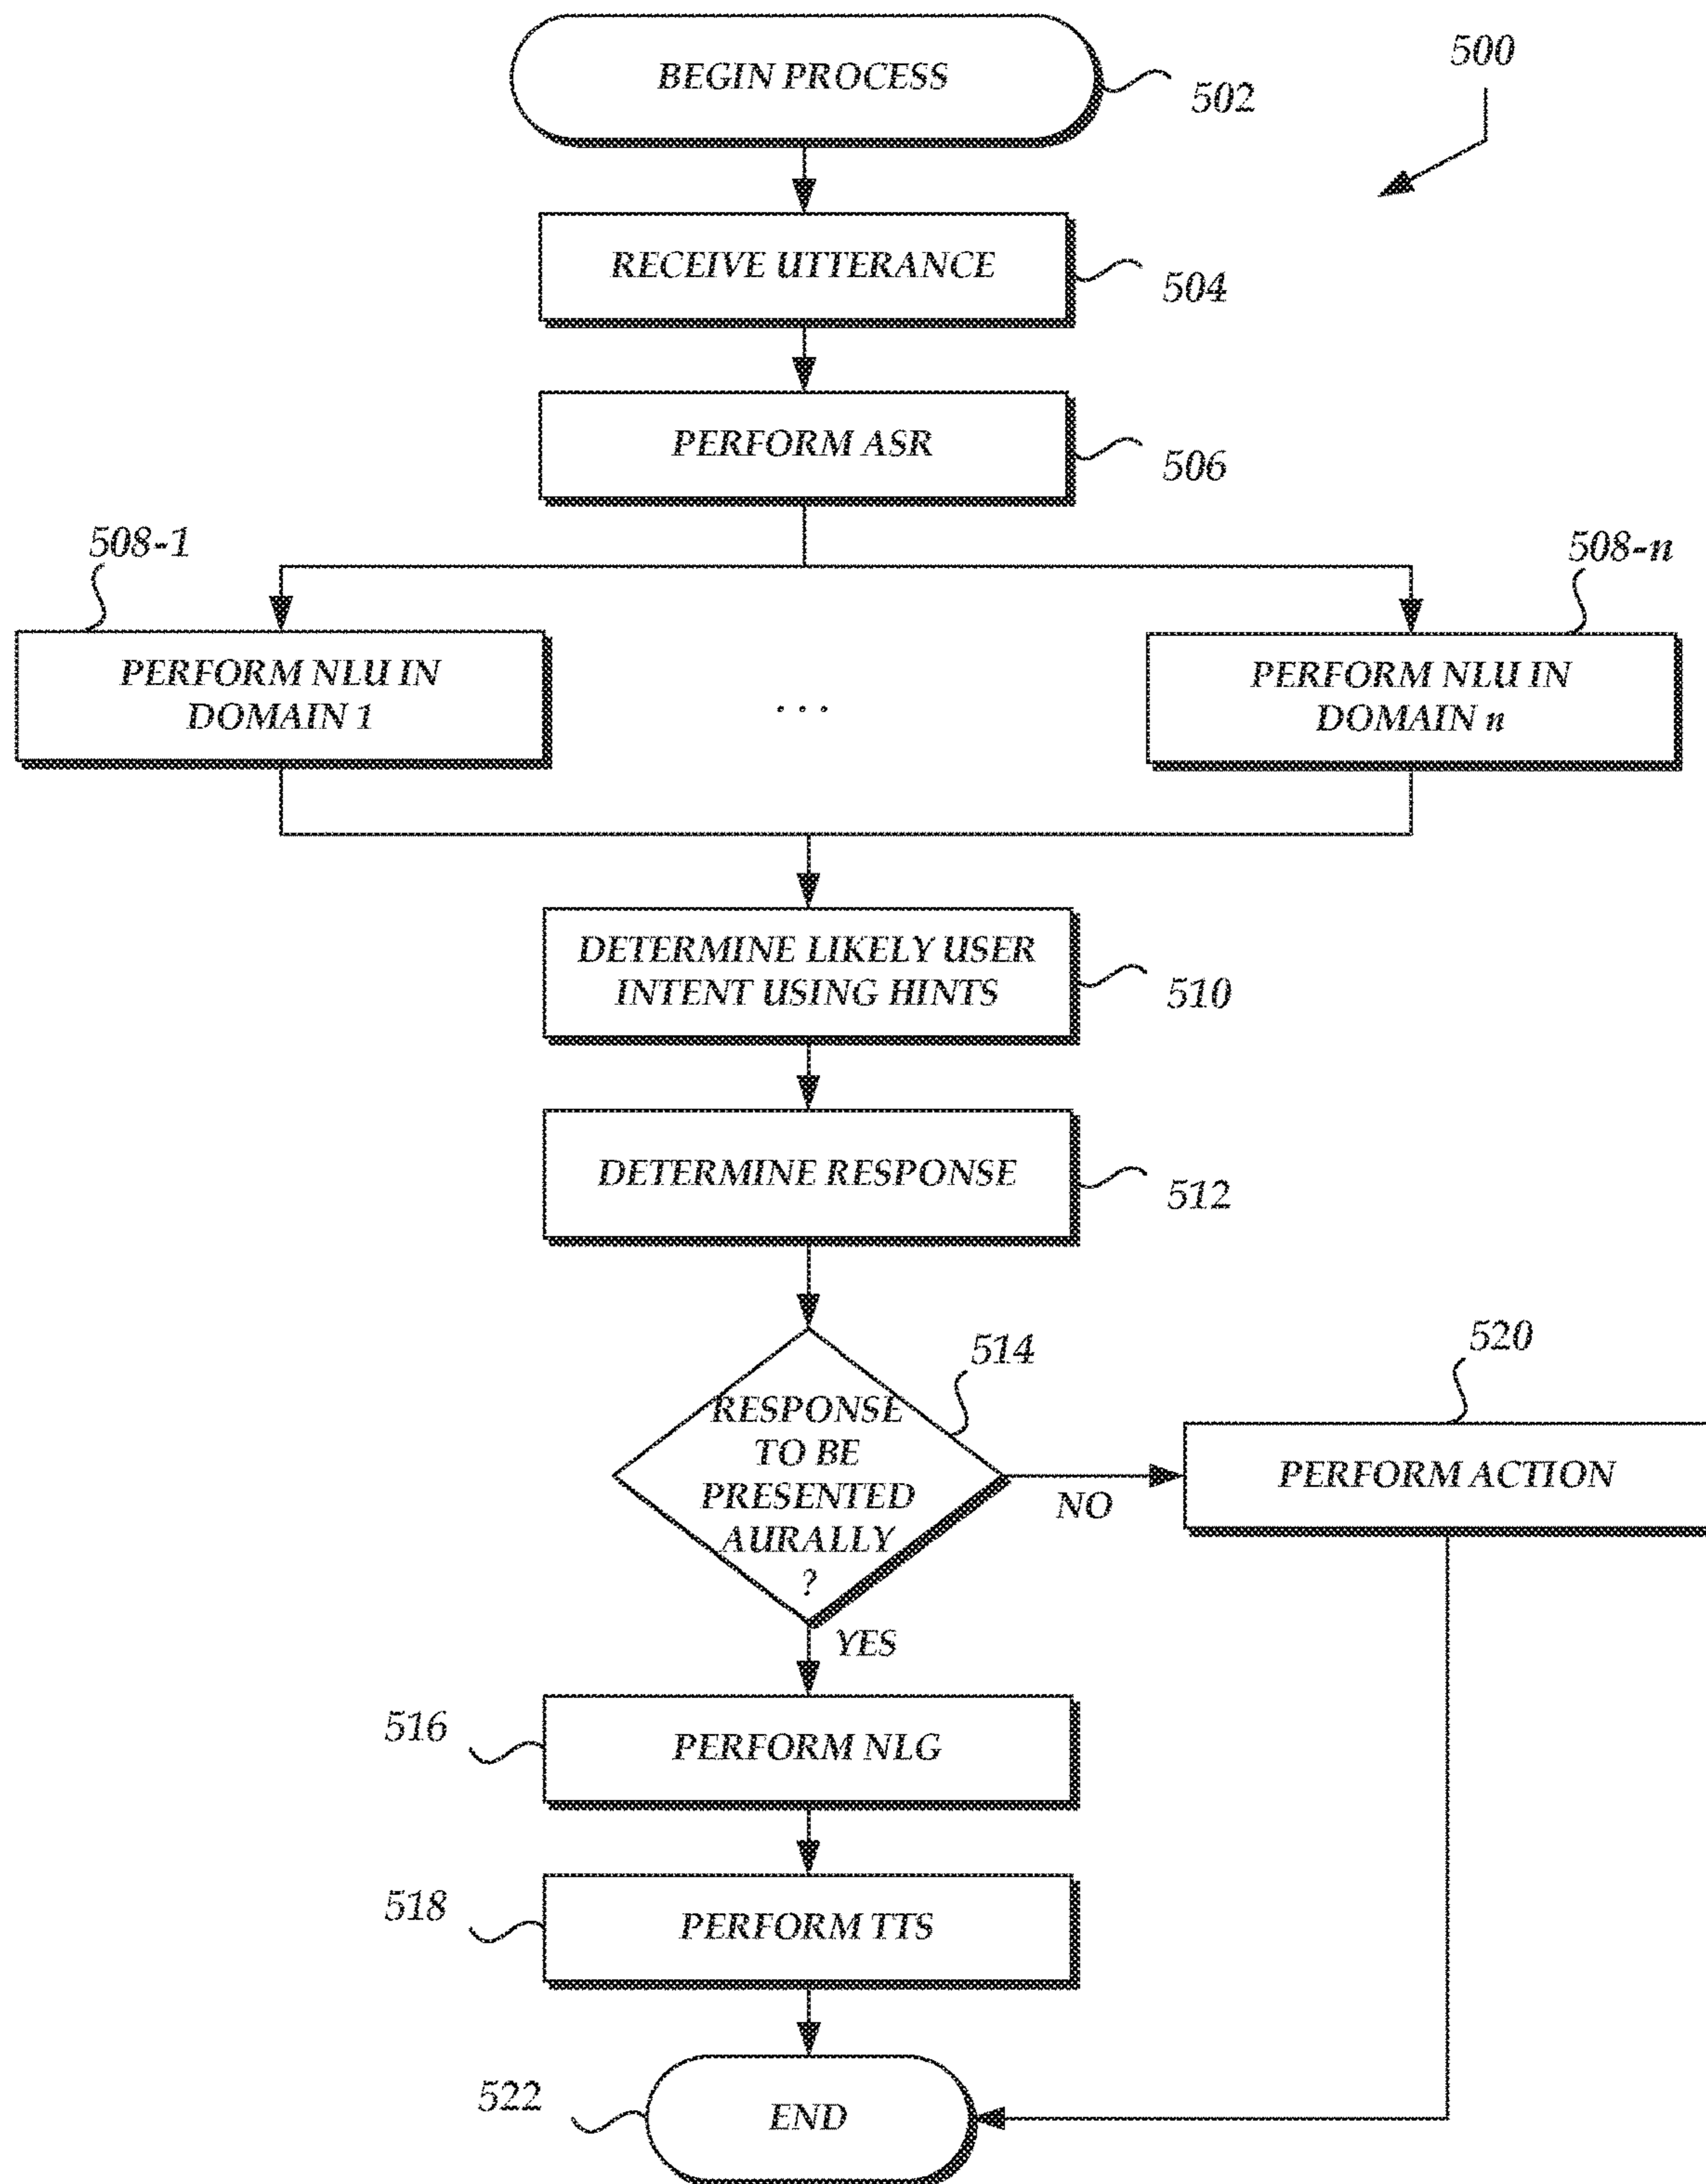 BEGIN PROCESS
500
502
RECEIVE UTTERANCE
504
PERFORM ASR
506
508-1
508-n
PERFORM NLU IN
DOMAIN 1
. . .
PERFORM NLU IN
DOMAIN n
DETERMINE LIKELY USER
INTENT USING HINTS
510
DETERMINE RESPONSE
512
514
520
RESPONSE
TO BE
PRESENTED
AURALLY
?
NO
PERFORM ACTION
YES
516
PERFORM NLG
518
PERFORM TTS
522
END